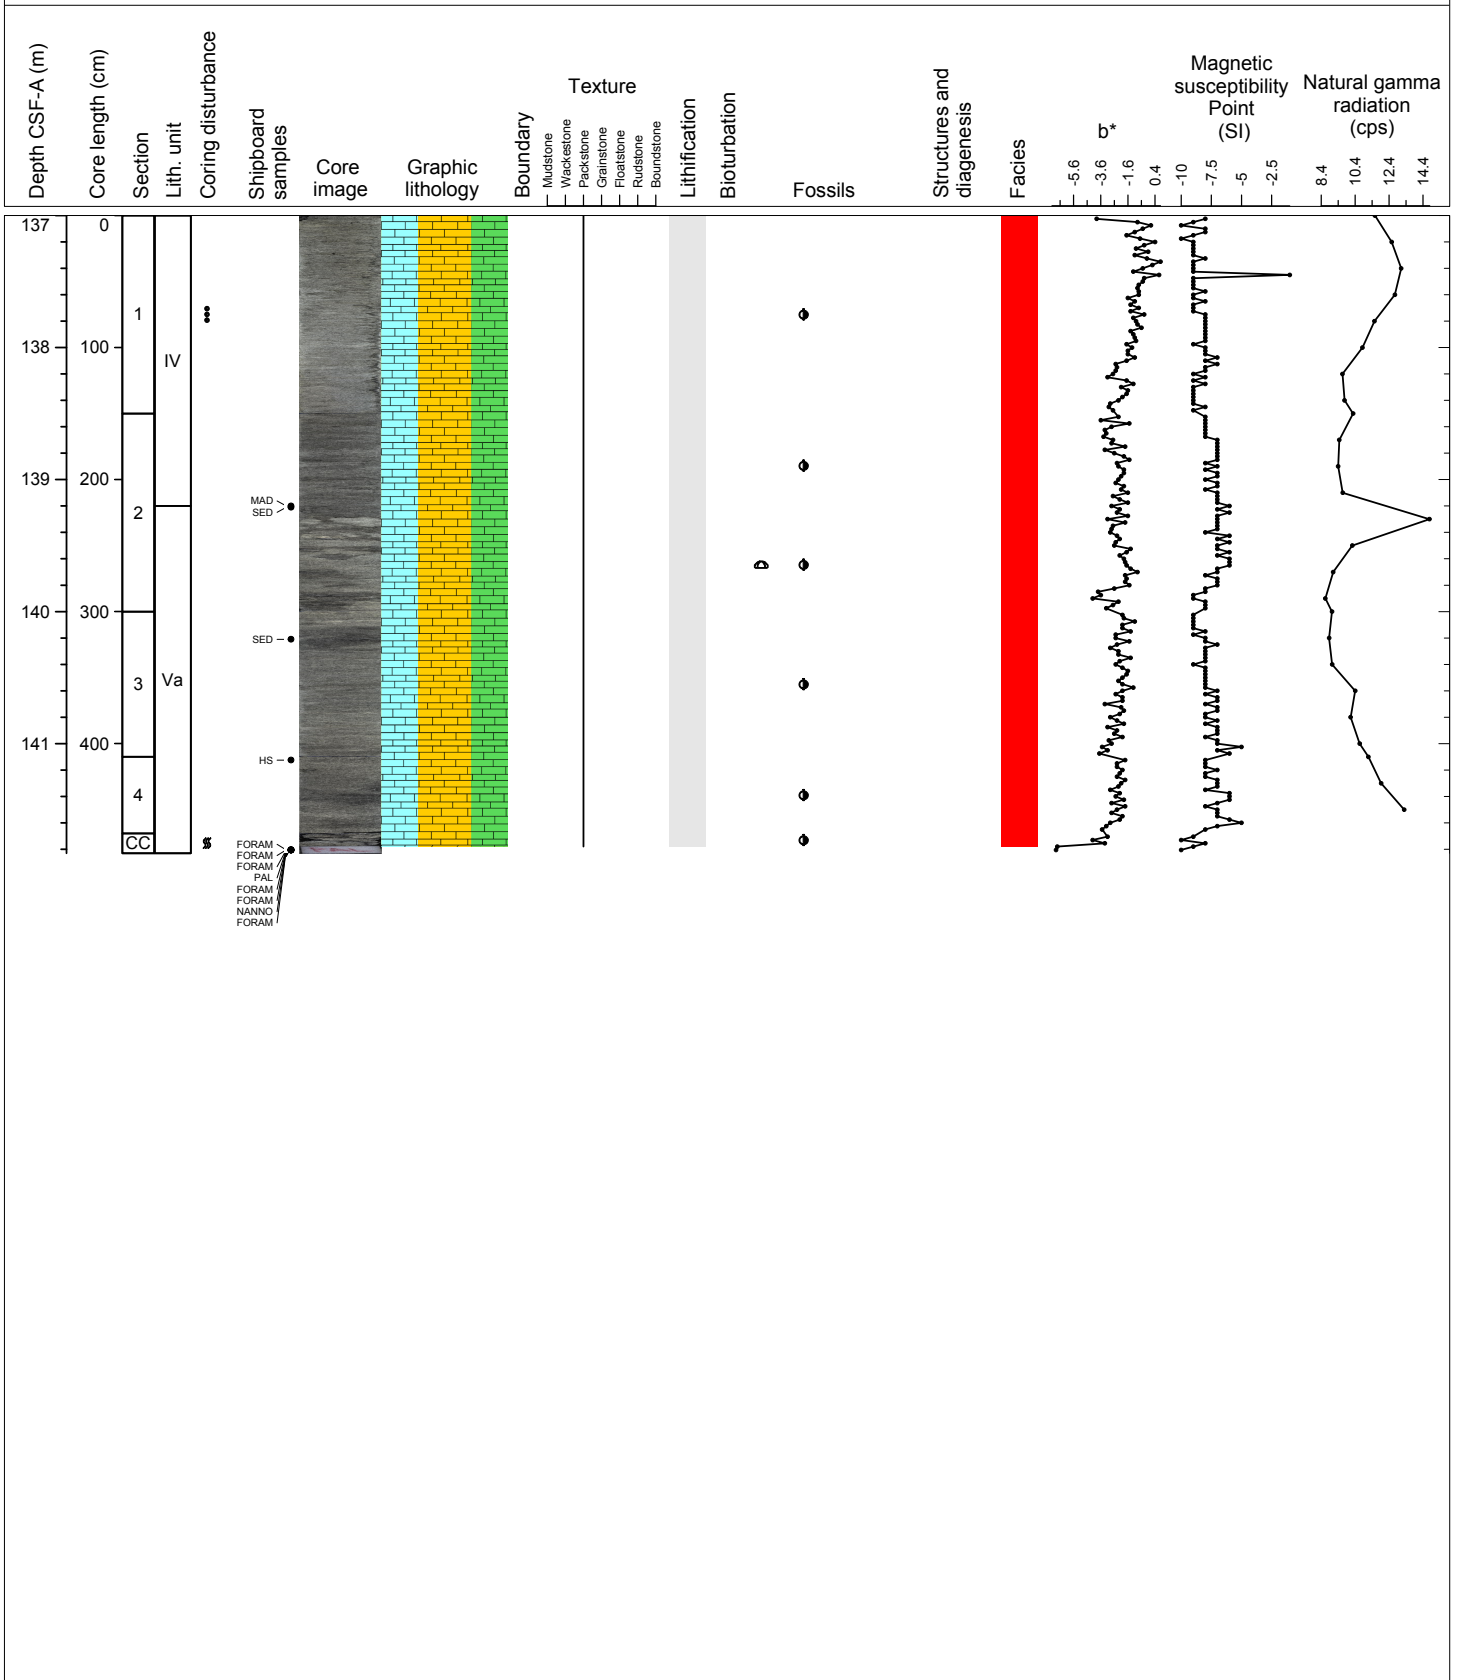 Depth CSF-A (m)
Core length (cm)
Section
Lith. unit
Coring disturbance
Shipboard
samples
Core
image
Graphic
lithology
Boundary
Texture
Mudstone
Wackestone
Packstone
Grainstone
Floatstone
Rudstone
Boundstone
Lithification
Bioturbation
Fossils
Structures and
diagenesis
Facies
b*
-5.6 -3.6 -1.6 0.4
Magnetic
susceptibility
Point
(SI)
-10 -7.5 -5 -2.5
Natural gamma
radiation
(cps)
8.4 10.4 12.4 14.4
137 0
1
138 100
IV
139 200
MAD
2 SED
140 300
SED
3 Va
141 400
HS
4
CC FORAM
FORAM
FORAM
PAL
FORAM
FORAM
NANNO
FORAM